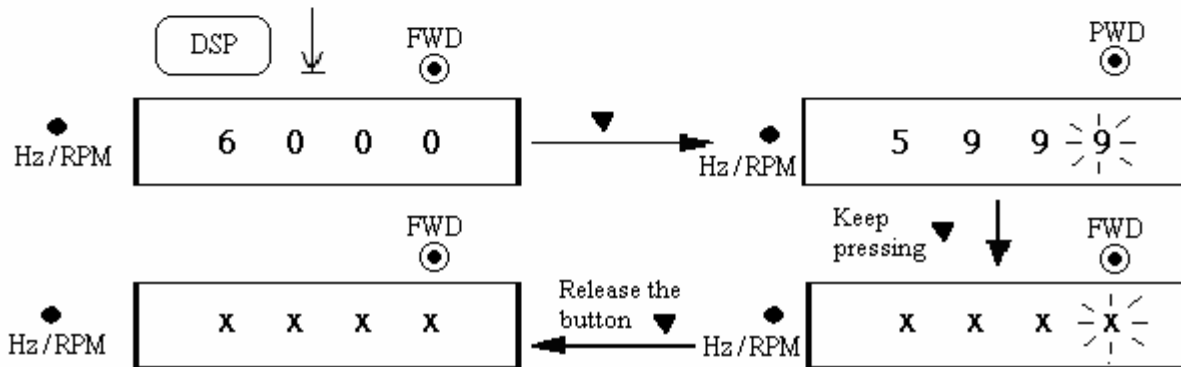 DSP
FWD
PWD
Hz/RPM
6 0 0 0
Hz/RPM
5 9 9 9
Keep
pressing
FWD
FWD
Hz/RPM
x x x x
Release the
button
Hz/RPM
x x x x